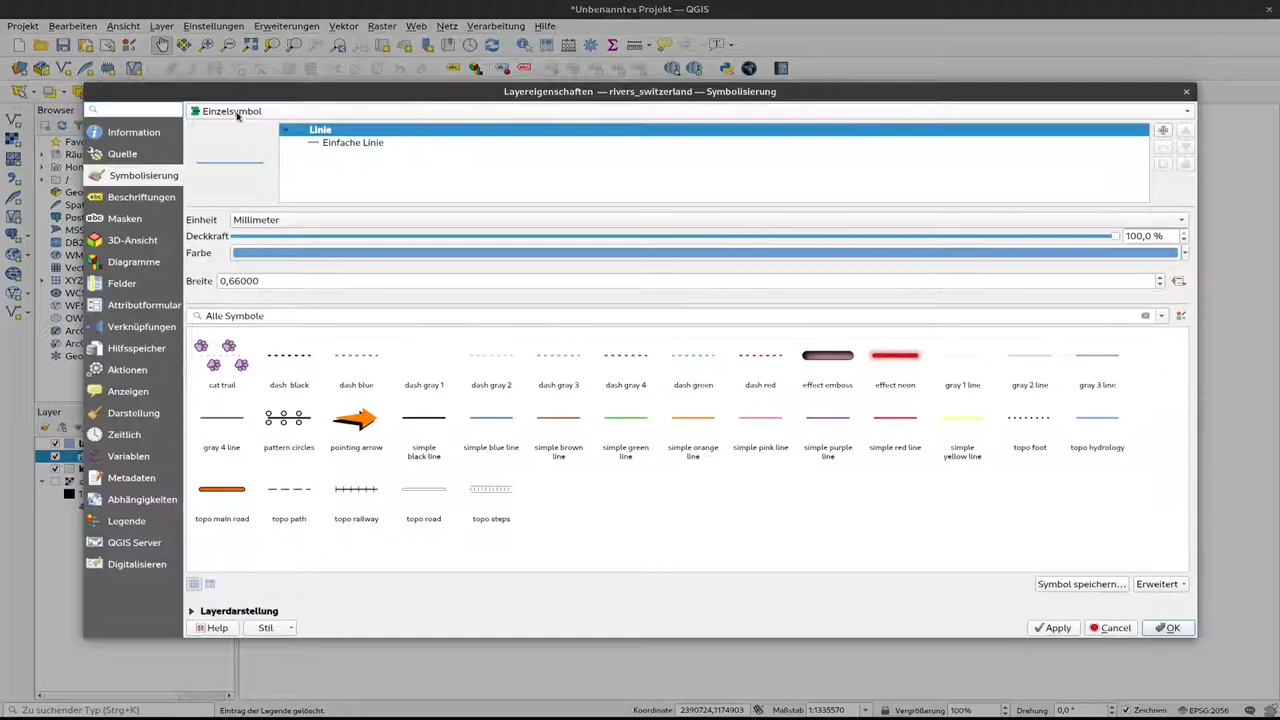 *Unbenanntes Projekt — QGIS
Projekt Bearbeiten Ansicht Layer Einstellungen Erweiterungen Vektor Raster Web Netz Verarbeitung Hilfe
Layereigenschaften — rivers_switzerland — Symbolisierung
Browser
Einzelsymbol
Information
Quelle
Symbolisierung
Beschriftungen
Masken
3D-Ansicht
Diagramme
Felder
Attributformular
Verknüpfungen
Hilfsspeicher
Aktionen
Anzeigen
Darstellung
Zeitlich
Variablen
Metadaten
Abhängigkeiten
Legende
QGIS Server
Digitalisieren
Linie
Einfache Linie
Einheit Millimeter
Deckkraft 100,0 %
Farbe
Breite 0,66000
Alle Symbole
cat trail dash black dash blue dash gray 1 dash gray 2 dash gray 3 dash gray 4 dash green dash red effect emboss effect neon gray 1 line gray 2 line gray 3 line
gray 4 line pattern circles pointing arrow simple black line simple blue line simple brown line simple green line simple orange line simple pink line simple purple line simple red line simple yellow line topo foot topo hydrology
topo main road topo path topo railway topo road topo steps
Symbol speichern... Erweitert
Layerdarstellung
Help Stil Apply Cancel OK
Layer
Zu suchender Typ (Strg+K) Eintrag der Legende gelöscht. Koordinate 2390724,1174903 Maßstab 1:1335570 Vergrößerung 100% Drehung 0,0 ° Zeichnen EPSG:2056